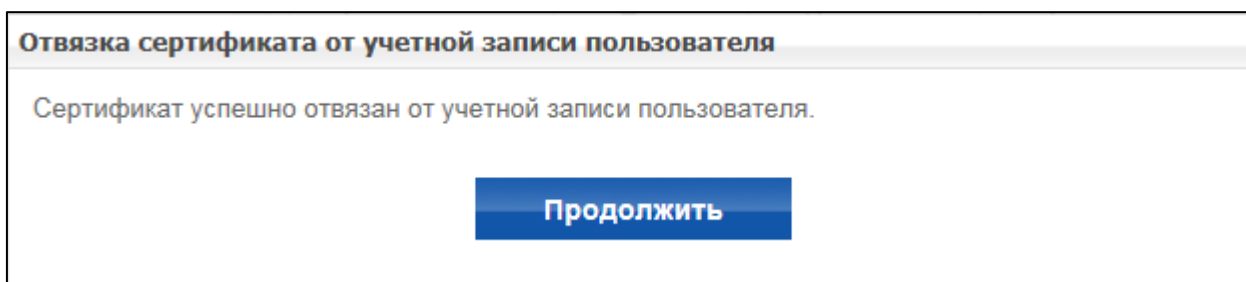 Отвязка сертификата от учетной записи пользователя
Сертификат успешно отвязан от учетной записи пользователя.
Продолжить